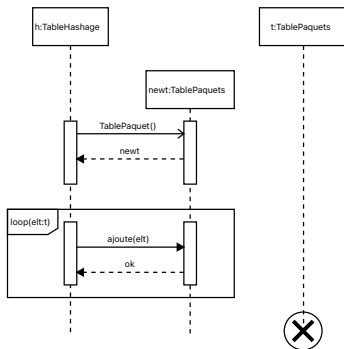 h:TableHashage
t:TablePaquets
newt:TablePaquets
TablePaquet()
newt
loop(elt:t)
ajoute(elt)
ok